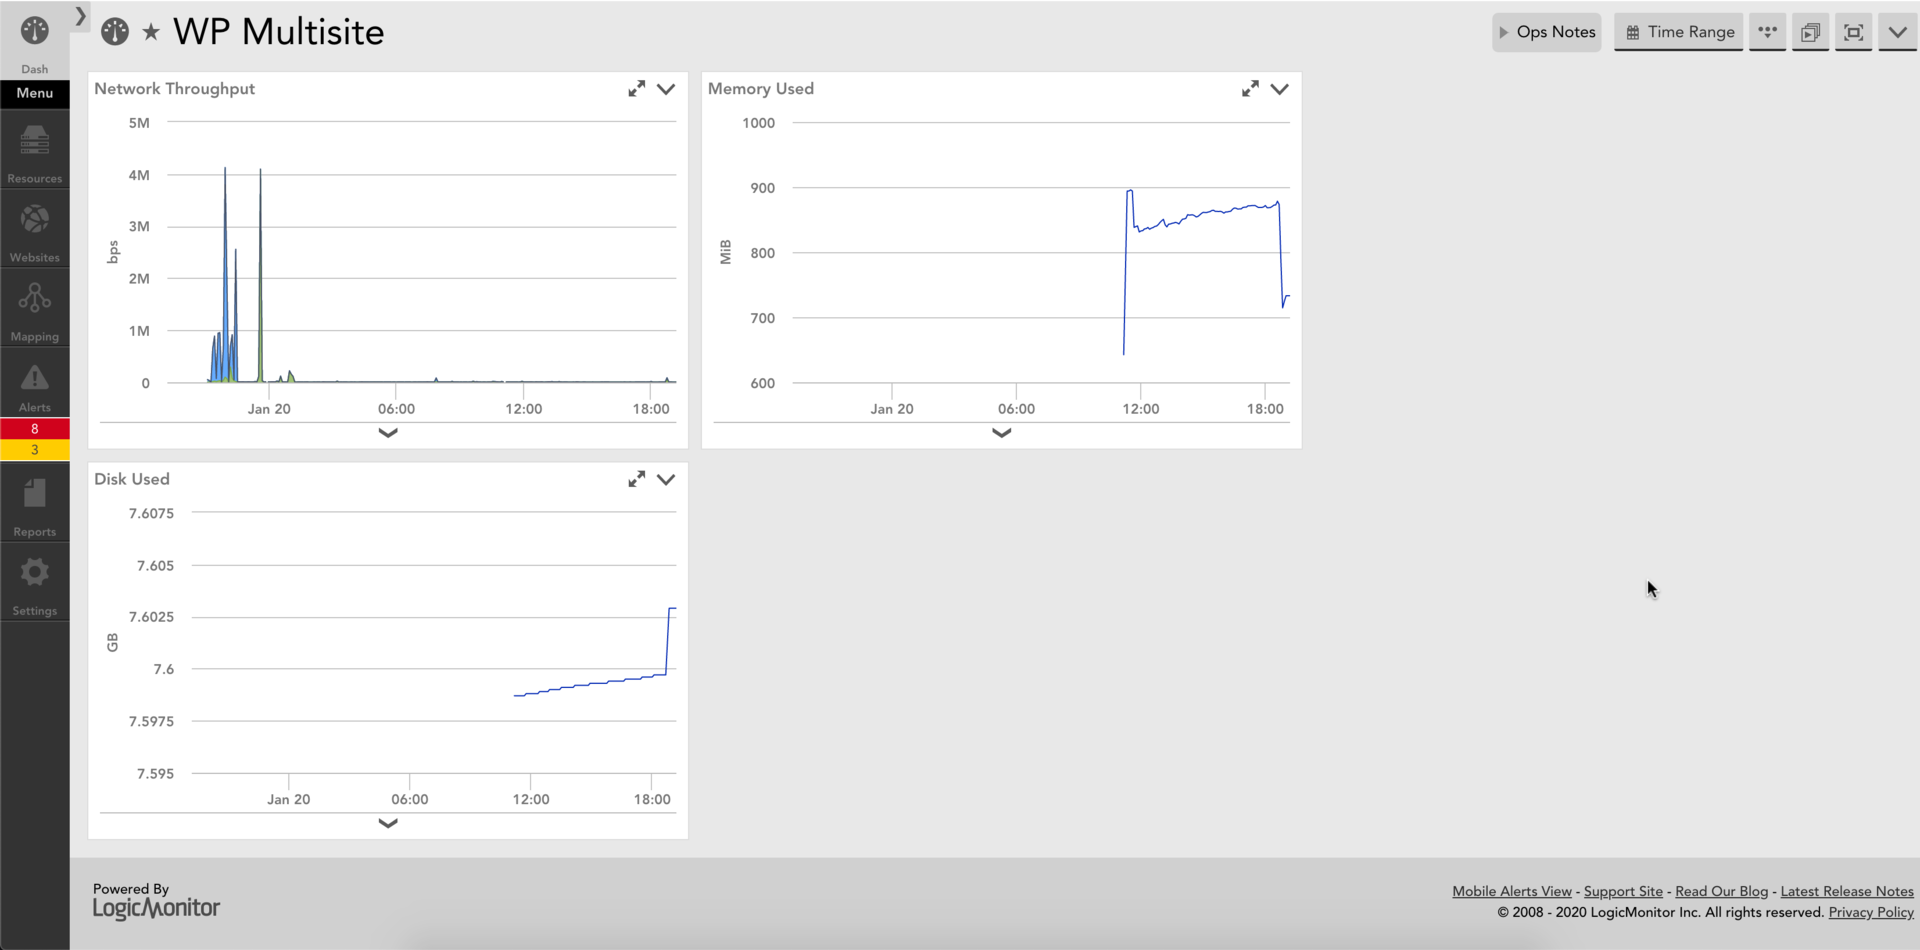 WP Multisite
Ops Notes
Time Range
Dash
Menu
Resources
Websites
Mapping
Alerts
8
3
Reports
Settings
Network Throughput
5M
4M
3M
2M
1M
0
bps
Jan 20 06:00 12:00 18:00
Memory Used
1000
900
800
700
600
MiB
Jan 20 06:00 12:00 18:00
Disk Used
7.6075
7.605
7.6025
7.6
7.5975
7.595
GB
Jan 20 06:00 12:00 18:00
Powered By
LogicMonitor
Mobile Alerts View - Support Site - Read Our Blog - Latest Release Notes
© 2008 - 2020 LogicMonitor Inc. All rights reserved. Privacy Policy